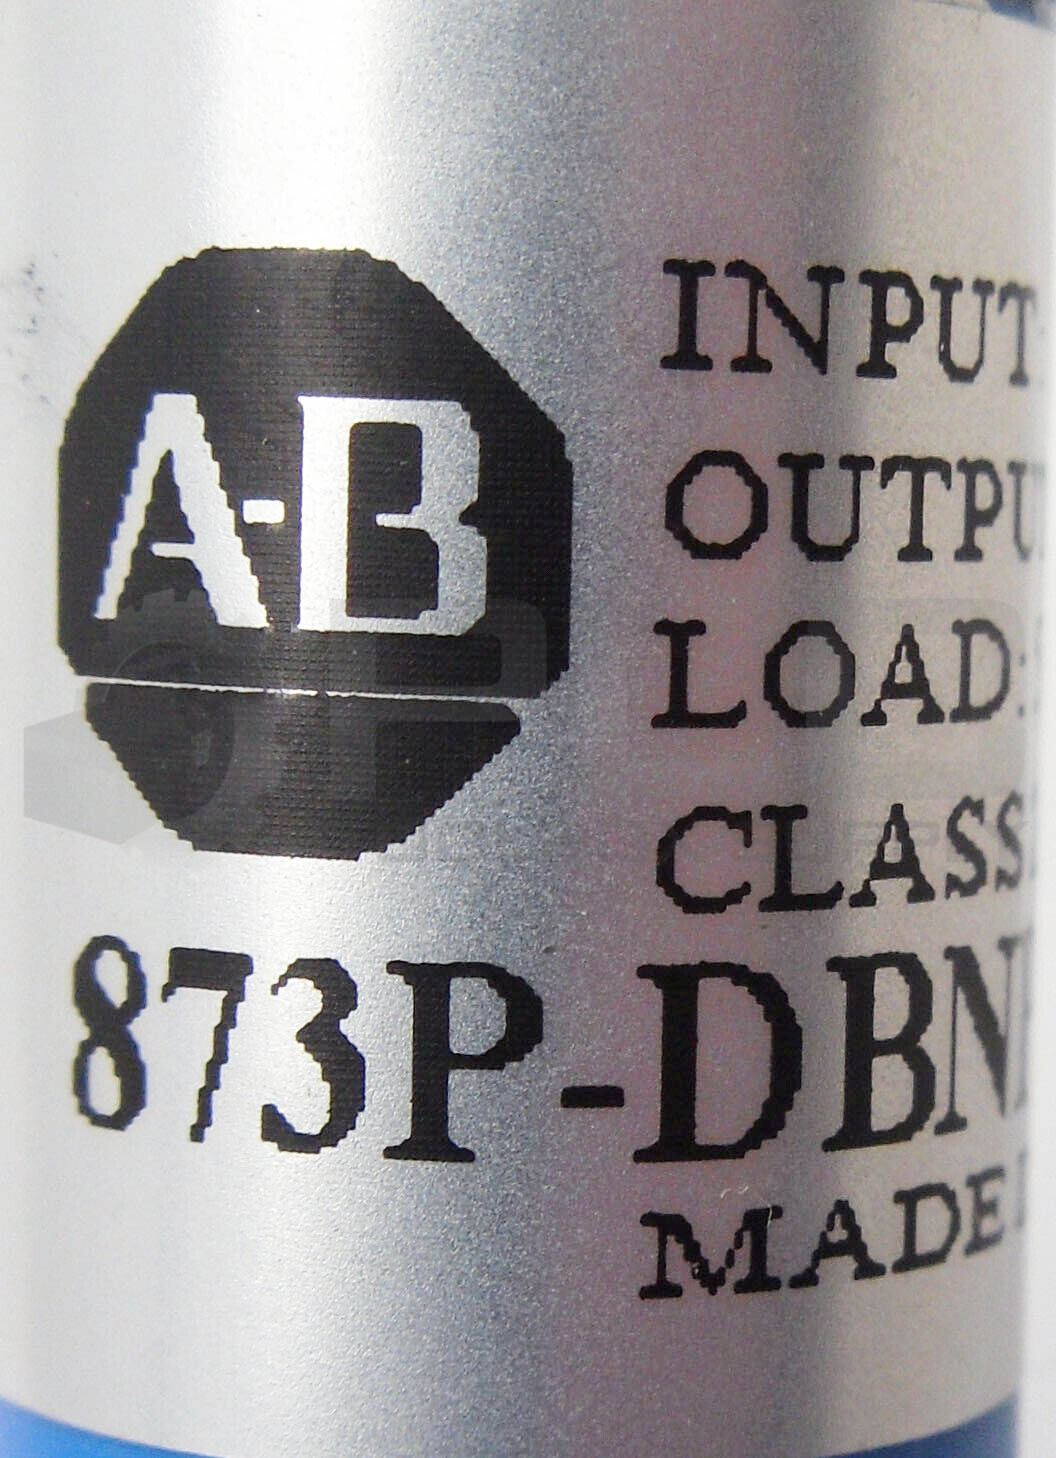 A-B
INPUT
OUTPU
LOAD:
CLASS
873P-DBN
MADE